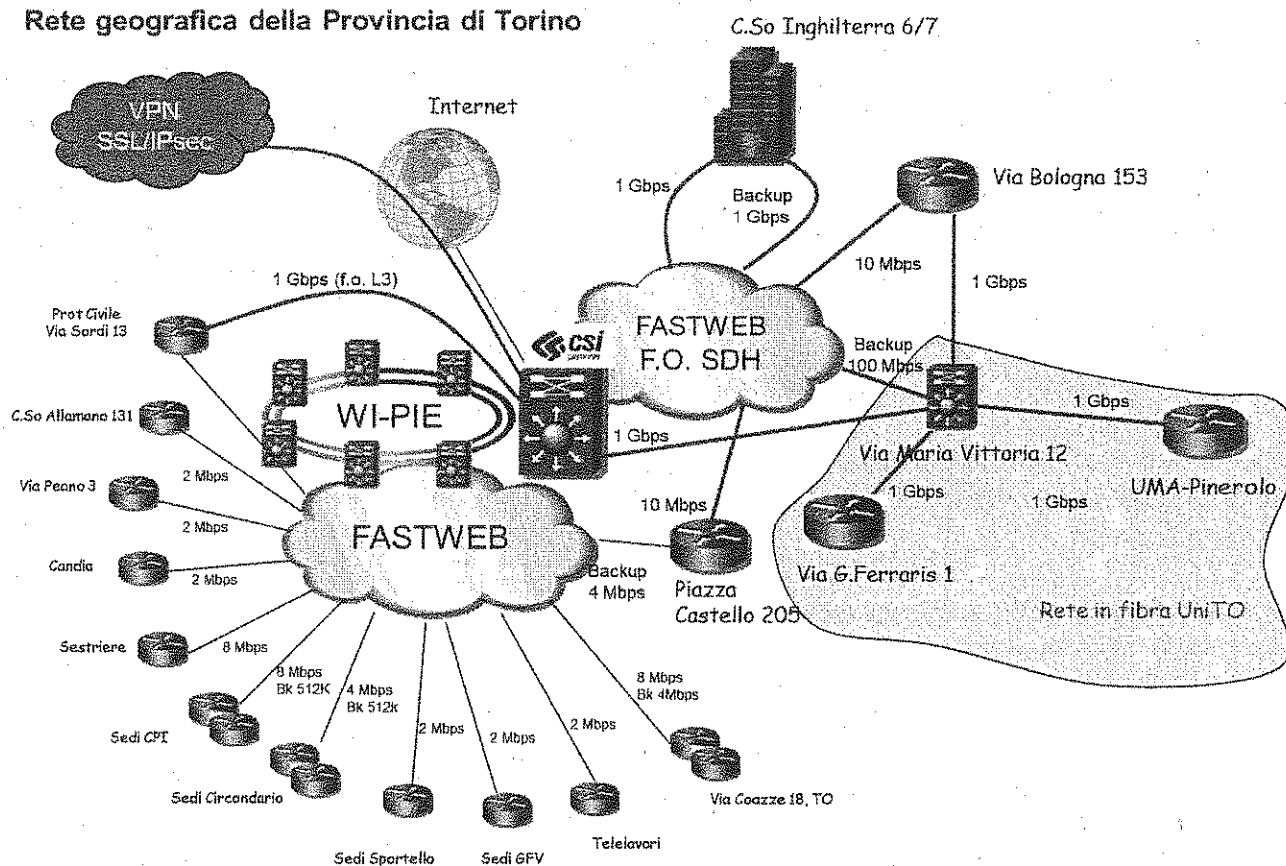 Rete geografica della Provincia di Torino
C.So Inghilterra 6/7
VPN
SSL/IPsec
Internet
1 Gbps
Backup
1 Gbps
Via Bologna 153
10 Mbps
1 Gbps
1 Gbps (f.o. L3)
Prot Civile
Via Sordi 13
csi
FASTWEB
F.O. SDH
Backup
100 Mbps
C.So Allamano 131
WI-PIE
1 Gbps
1 Gbps
Via Maria Vittoria 12
2 Mbps
Via Peano 3
UMA-Pinerolo
1 Gbps
1 Gbps
10 Mbps
2 Mbps
FASTWEB
Candia
2 Mbps
Backup
4 Mbps
Piazza
Castello 205
Via G.Ferraris 1
Rete in fibra UniTO
Sestriere
8 Mbps
8 Mbps
Bk 512K
4 Mbps
Bk 512k
8 Mbps
Bk 4Mbps
2 Mbps
2 Mbps
2 Mbps
Sedi CPI
Sedi Circondario
Via Coazze 18, TO
Sedi Sportello
Sedi GFV
Telelavori